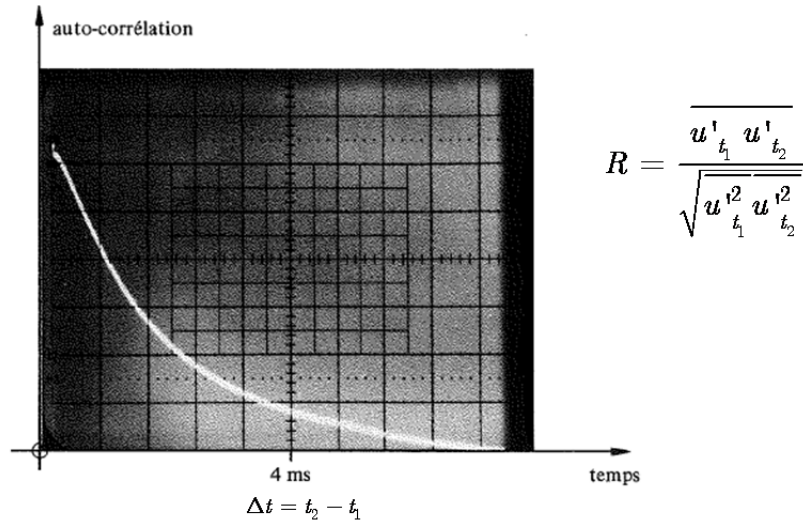 auto-corrélation
R = \frac{\overline{u'_{t_1} u'_{t_2}}}{\sqrt{\overline{u'^2_{t_1}} \overline{u'^2_{t_2}}}}
4 ms
temps
Δt = t₂ − t₁